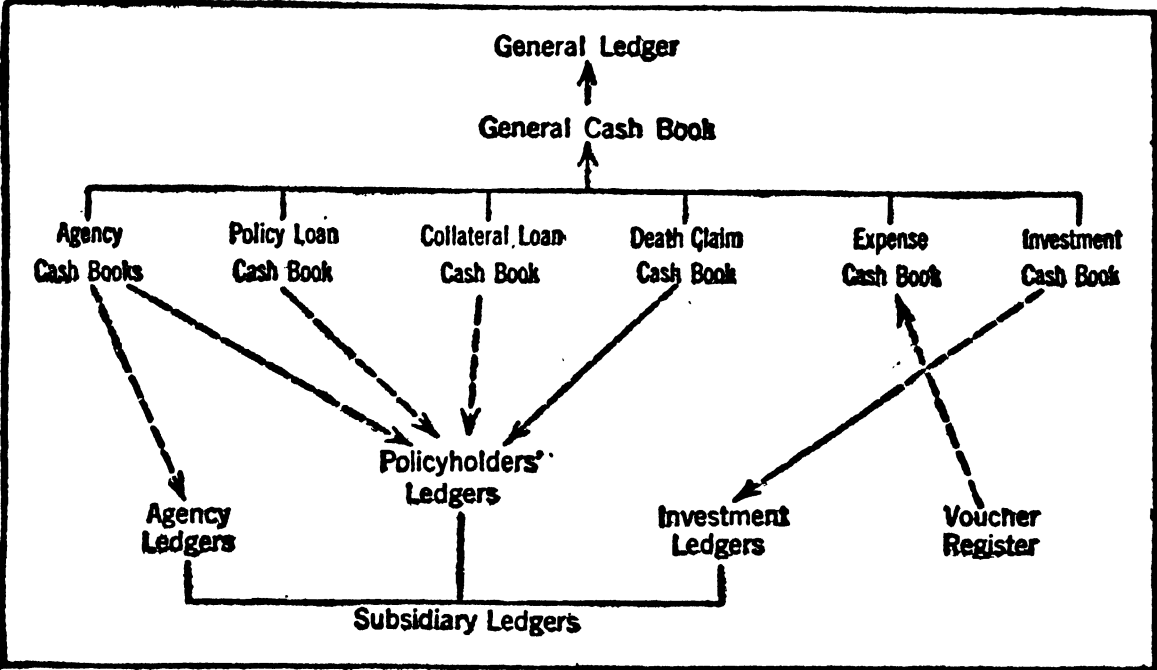 General Ledger
General Cash Book
Agency
Cash Books
Policy Loan
Cash Book
Collateral Loan
Cash Book
Death Claim
Cash Book
Expense
Cash Book
Investment
Cash Book
Policyholders'
Ledgers
Agency
Ledgers
Investment
Ledgers
Voucher
Register
Subsidiary Ledgers